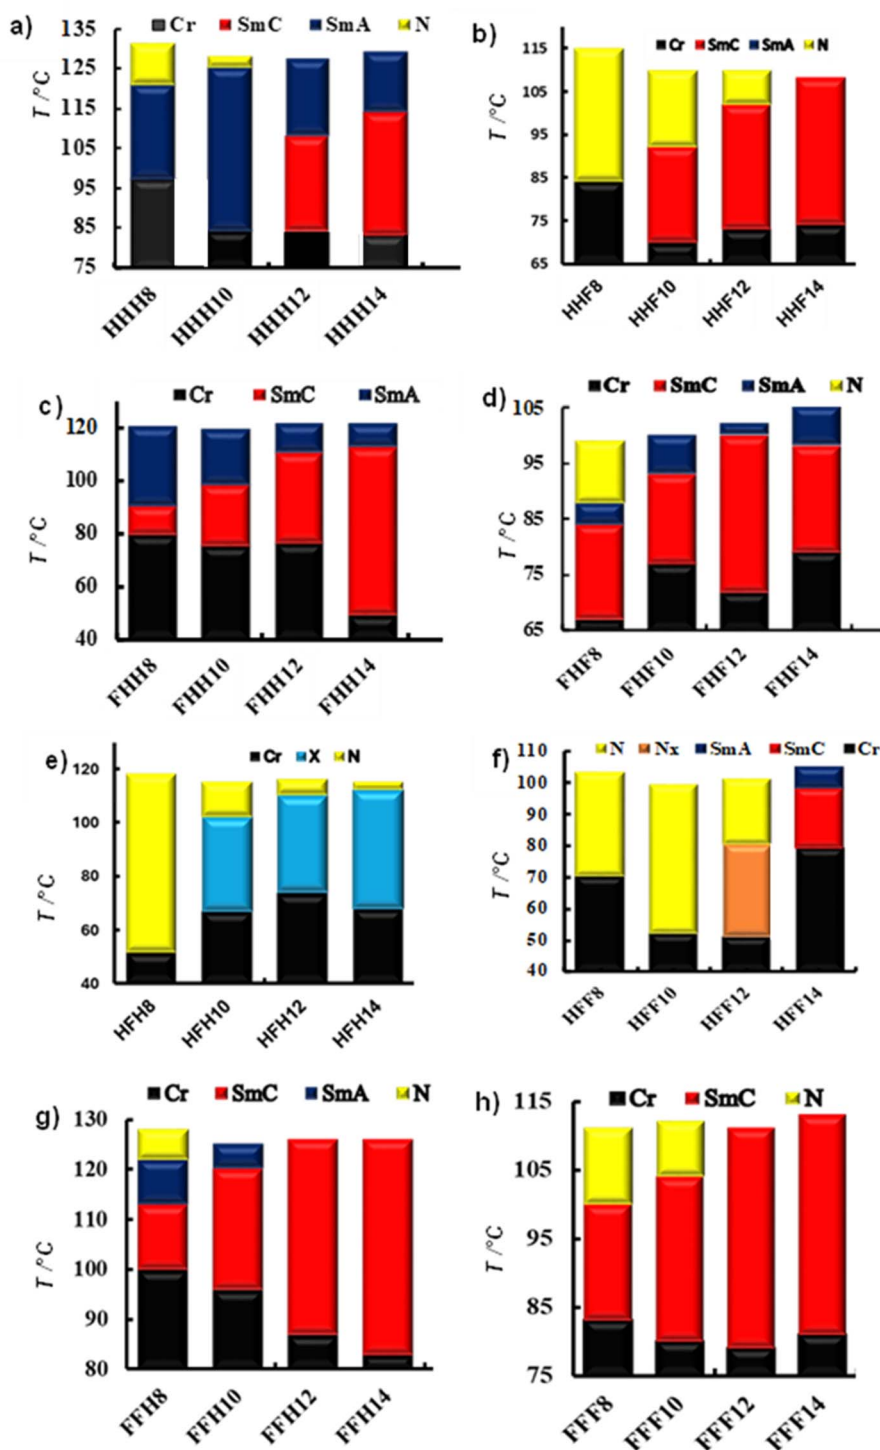 a)
Cr SmC SmA N
T /°C
135
125
115
105
95
85
75
HHH8 HHH10 HHH12 HHH14
b)
Cr SmC SmA N
T /°C
115
105
95
85
75
65
HHF8 HHF10 HHF12 HHF14
c)
Cr SmC SmA
T /°C
120
100
80
60
40
FHH8 FHH10 FHH12 FHH14
d)
Cr SmC SmA N
T /°C
105
95
85
75
65
FHF8 FHF10 FHF12 FHF14
e)
Cr X N
T /°C
120
100
80
60
40
HFH8 HFH10 HFH12 HFH14
f)
N Nx SmA SmC Cr
T /°C
110
100
90
80
70
60
50
40
HFF8 HFF10 HFF12 HFF14
g)
Cr SmC SmA N
T /°C
130
120
110
100
90
80
FFH8 FFH10 FFH12 FFH14
h)
Cr SmC N
T /°C
115
105
95
85
75
FFF8 FFF10 FFF12 FFF14